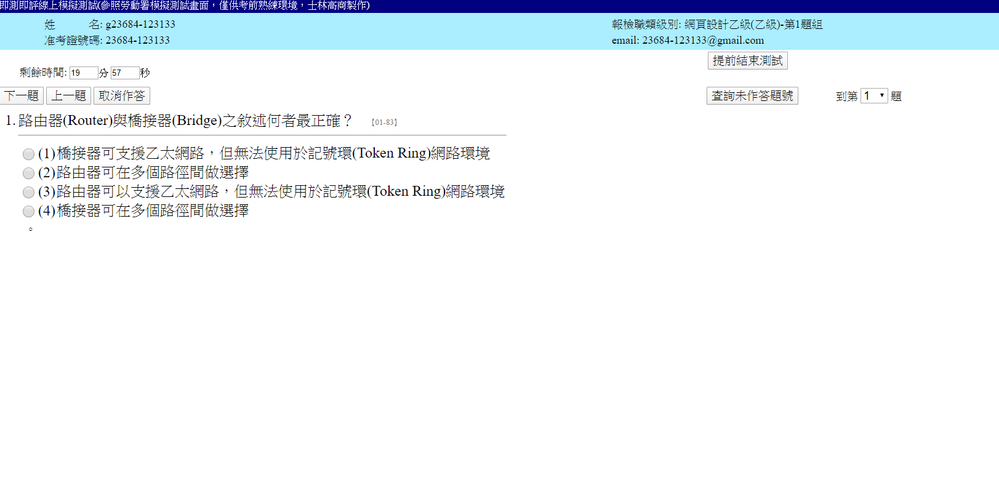 即測即評線上模擬測試(參照勞動署模擬測試畫面，僅供考前熟練環境，士林高商製作)
姓 名: g23684-123133
報檢職類級別: 網頁設計乙級(乙級)-第1題組
准考證號碼: 23684-123133
email: 23684-123133@gmail.com
提前結束測試
剩餘時間: 19 分 57 秒
下一題 上一題 取消作答
查詢未作答題號
到第 1 題
1. 路由器(Router)與橋接器(Bridge)之敘述何者最正確？ 【01-83】
(1)橋接器可支援乙太網路，但無法使用於記號環(Token Ring)網路環境
(2)路由器可在多個路徑間做選擇
(3)路由器可以支援乙太網路，但無法使用於記號環(Token Ring)網路環境
(4)橋接器可在多個路徑間做選擇
。